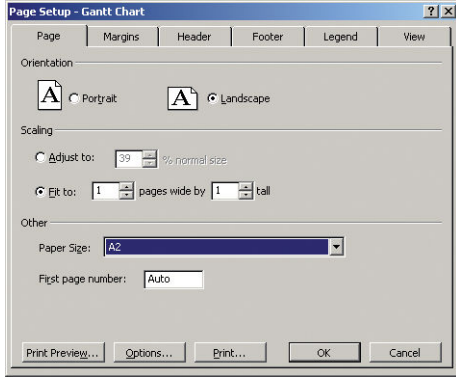 Page Setup - Gantt Chart
Page Margins Header Footer Legend View
Orientation
A Portrait A Landscape
Scaling
Adjust to: 39 % normal size
Fit to: 1 pages wide by 1 tall
Other
Paper Size: A2
First page number: Auto
Print Preview... Options... Print... OK Cancel